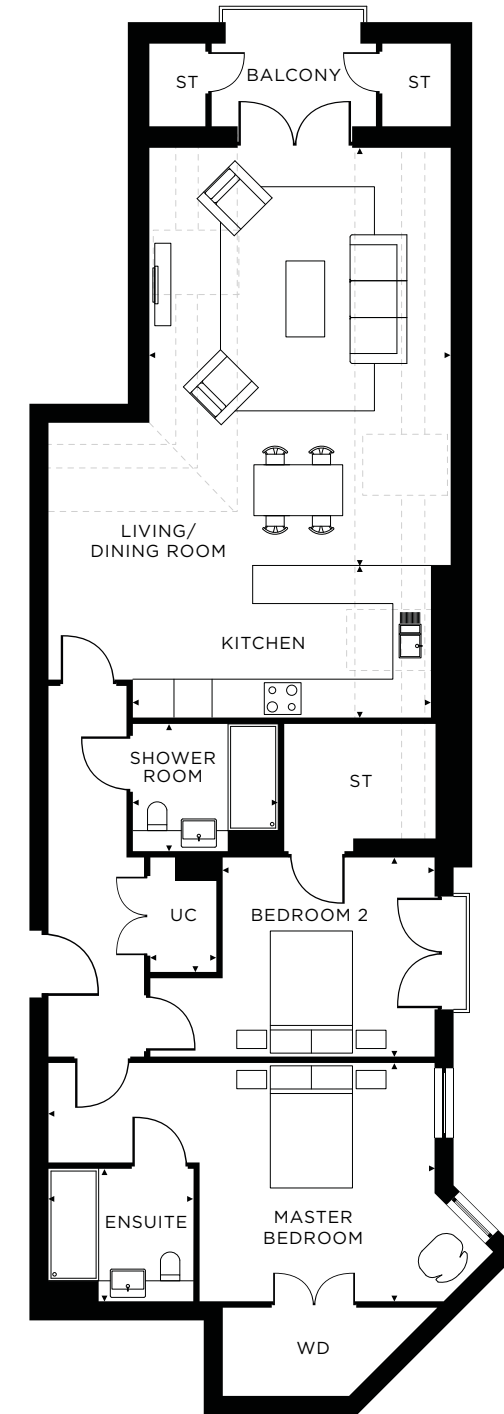 ST
BALCONY
ST
LIVING/
DINING ROOM
KITCHEN
SHOWER
ROOM
ST
UC
BEDROOM 2
ENSUITE
MASTER
BEDROOM
WD